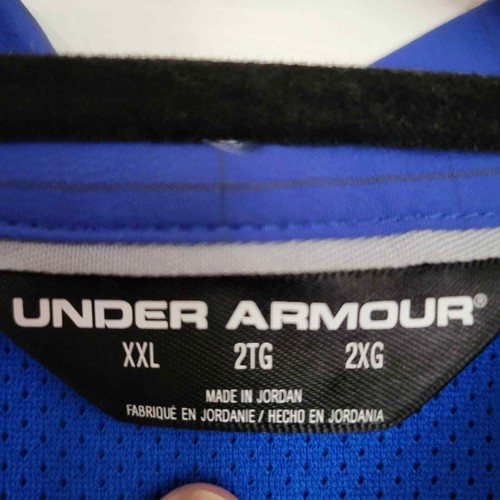 UNDER ARMOUR®
XXL 2TG 2XG
MADE IN JORDAN
FABRIQUÉ EN JORDANIE / HECHO EN JORDANIA